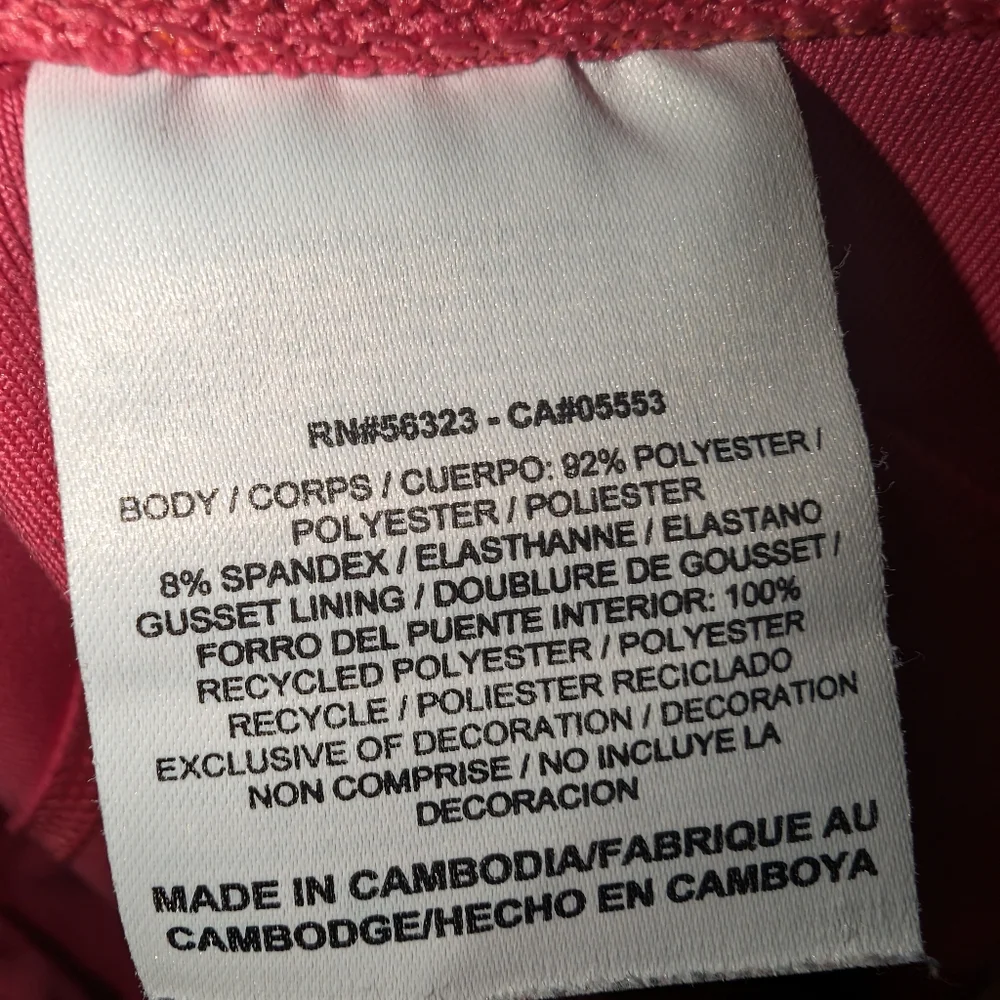 RN#56323 - CA#05553
BODY / CORPS / CUERPO: 92% POLYESTER /
POLYESTER / POLIESTER
8% SPANDEX / ELASTHANNE / ELASTANO
GUSSET LINING / DOUBLURE DE GOUSSET /
FORRO DEL PUENTE INTERIOR: 100%
RECYCLED POLYESTER / POLYESTER
RECYCLE / POLIESTER RECICLADO
EXCLUSIVE OF DECORATION / DECORATION
NON COMPRISE / NO INCLUYE LA
DECORACION
MADE IN CAMBODIA/FABRIQUE AU
CAMBODGE/HECHO EN CAMBOYA